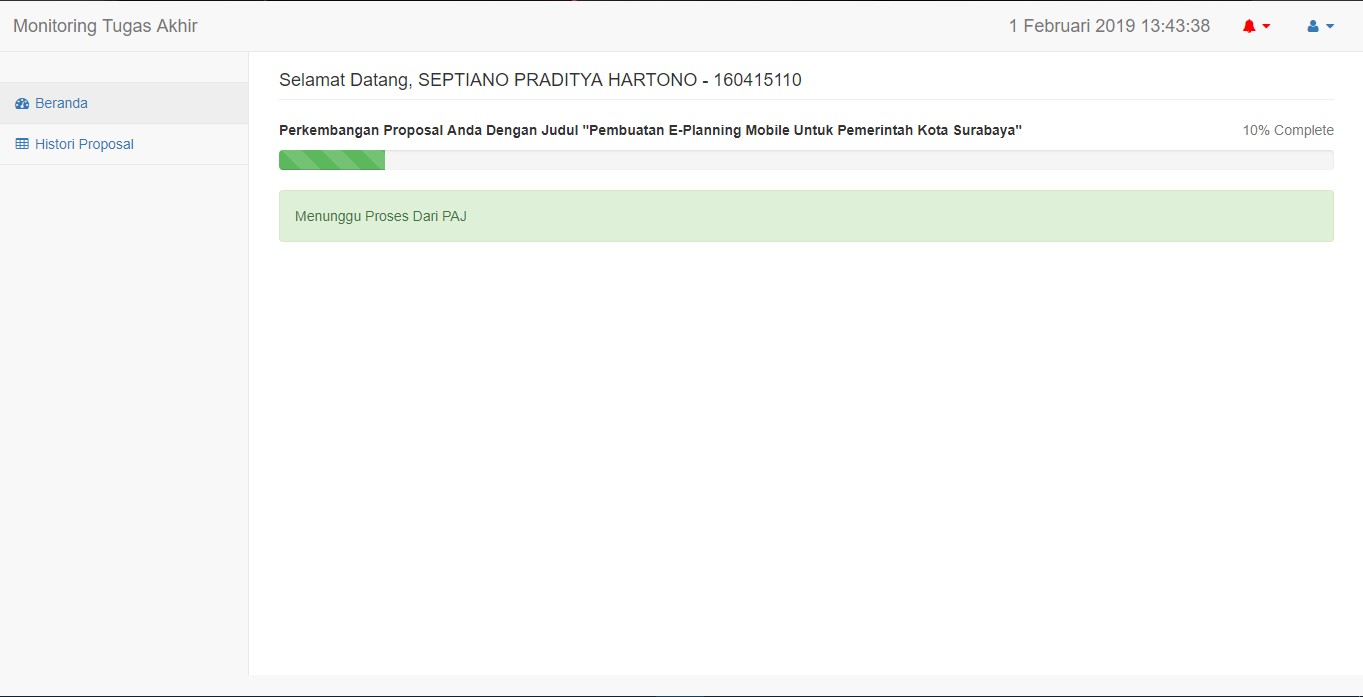 Monitoring Tugas Akhir
1 Februari 2019 13:43:38
Beranda
Histori Proposal
Selamat Datang, SEPTIANO PRADITYA HARTONO - 160415110
Perkembangan Proposal Anda Dengan Judul "Pembuatan E-Planning Mobile Untuk Pemerintah Kota Surabaya"
10% Complete
Menunggu Proses Dari PAJ